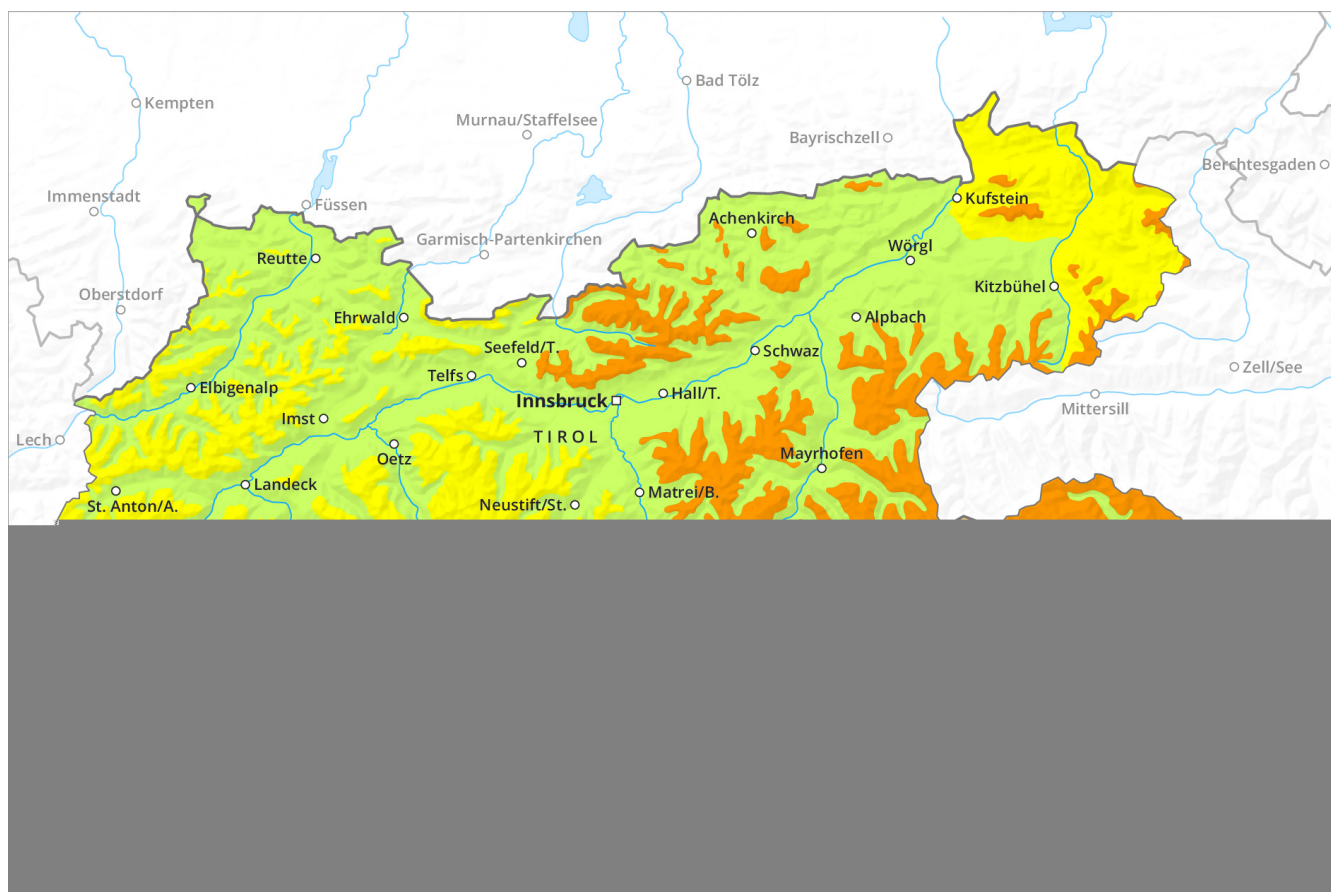 Bad Tölz
Kempten
Murnau/Staffelsee
Bayrischzell
Berchtesgaden
Immenstadt
Füssen
Kufstein
Achenkirch
Garmisch-Partenkirchen
Wörgl
Reutte
Kitzbühel
Oberstdorf
Ehrwald
Alpbach
Seefeld/T.
Schwaz
Zell/See
Telfs
Elbigenalp
Hall/T.
Innsbruck
Mittersill
Imst
TIROL
Lech
Mayrhofen
Oetz
Landeck
Matrei/B.
St. Anton/A.
Neustift/St.